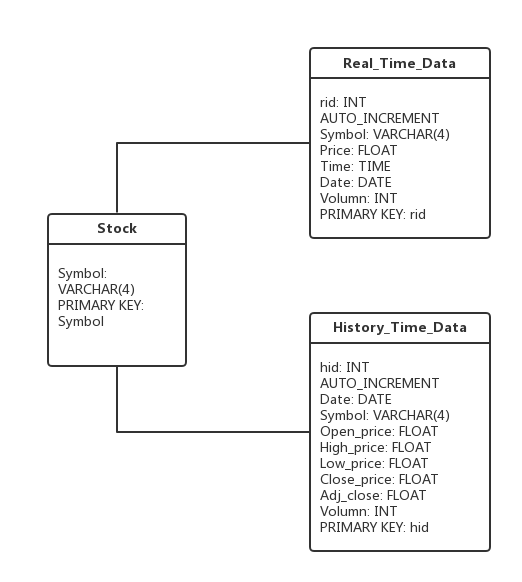 Real_Time_Data
rid: INT
AUTO_INCREMENT
Symbol: VARCHAR(4)
Price: FLOAT
Time: TIME
Date: DATE
Volumn: INT
PRIMARY KEY: rid
Stock
Symbol:
VARCHAR(4)
PRIMARY KEY:
Symbol
History_Time_Data
hid: INT
AUTO_INCREMENT
Date: DATE
Symbol: VARCHAR(4)
Open_price: FLOAT
High_price: FLOAT
Low_price: FLOAT
Close_price: FLOAT
Adj_close: FLOAT
Volumn: INT
PRIMARY KEY: hid